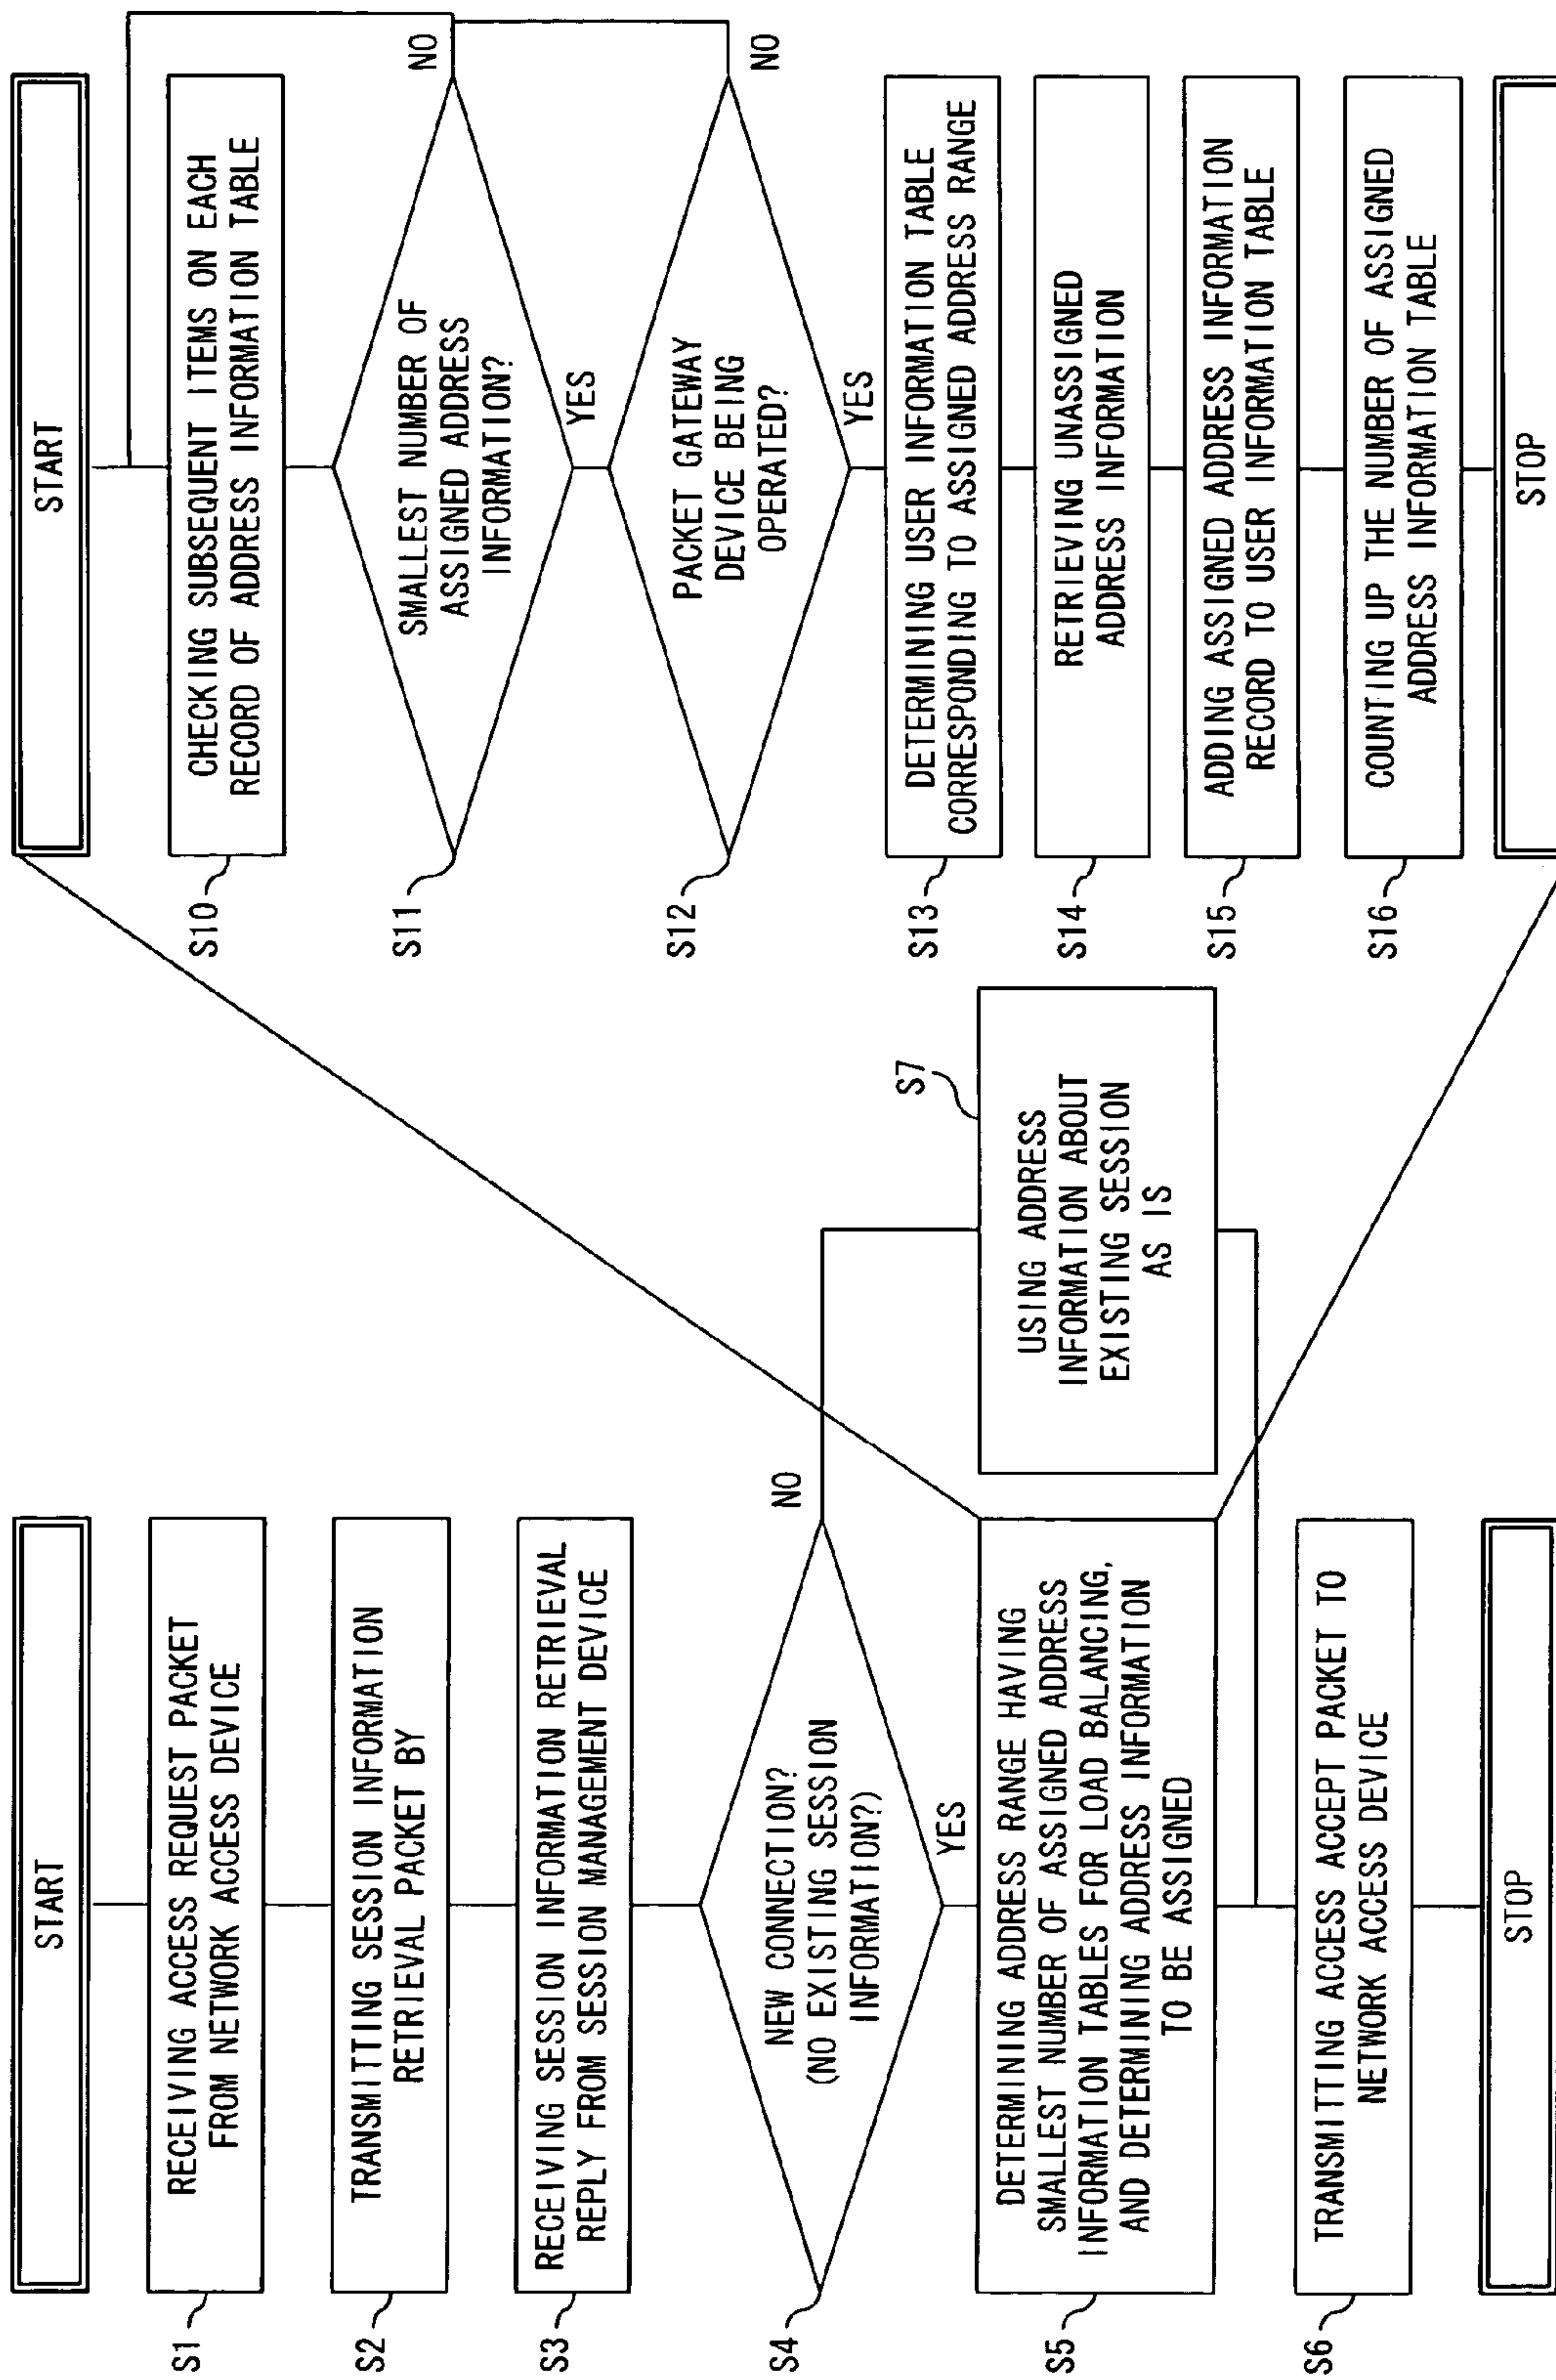 START
S1
RECEIVING ACCESS REQUEST PACKET
FROM NETWORK ACCESS DEVICE
S2
TRANSMITTING SESSION INFORMATION
RETRIEVAL PACKET BY
S3
RECEIVING SESSION INFORMATION RETRIEVAL
REPLY FROM SESSION MANAGEMENT DEVICE
S4
NEW CONNECTION?
(NO EXISTING SESSION
INFORMATION?)
NO
YES
S5
DETERMINING ADDRESS RANGE HAVING
SMALLEST NUMBER OF ASSIGNED ADDRESS
INFORMATION TABLES FOR LOAD BALANCING,
AND DETERMINING ADDRESS INFORMATION
TO BE ASSIGNED
S7
USING ADDRESS
INFORMATION ABOUT
EXISTING SESSION
AS IS
S6
TRANSMITTING ACCESS ACCEPT PACKET TO
NETWORK ACCESS DEVICE
STOP
START
S10
CHECKING SUBSEQUENT ITEMS ON EACH
RECORD OF ADDRESS INFORMATION TABLE
S11
SMALLEST NUMBER OF
ASSIGNED ADDRESS
INFORMATION?
NO
YES
S12
PACKET GATEWAY
DEVICE BEING
OPERATED?
NO
YES
S13
DETERMINING USER INFORMATION TABLE
CORRESPONDING TO ASSIGNED ADDRESS RANGE
S14
RETRIEVING UNASSIGNED
ADDRESS INFORMATION
S15
ADDING ASSIGNED ADDRESS INFORMATION
RECORD TO USER INFORMATION TABLE
S16
COUNTING UP THE NUMBER OF ASSIGNED
ADDRESS INFORMATION TABLE
STOP